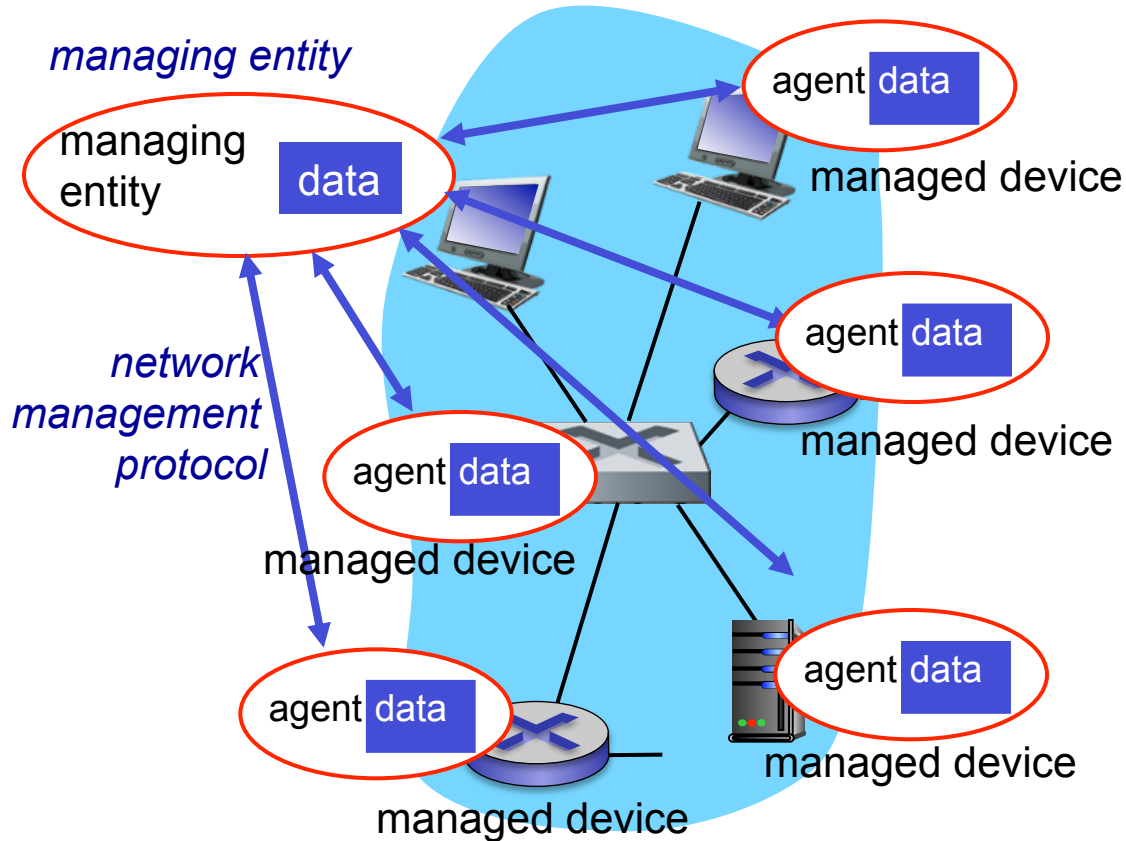 managing entity
managing
entity
data
agent data
managed device
agent data
managed device
network
management
protocol
agent data
managed device
agent data
managed device
agent data
managed device